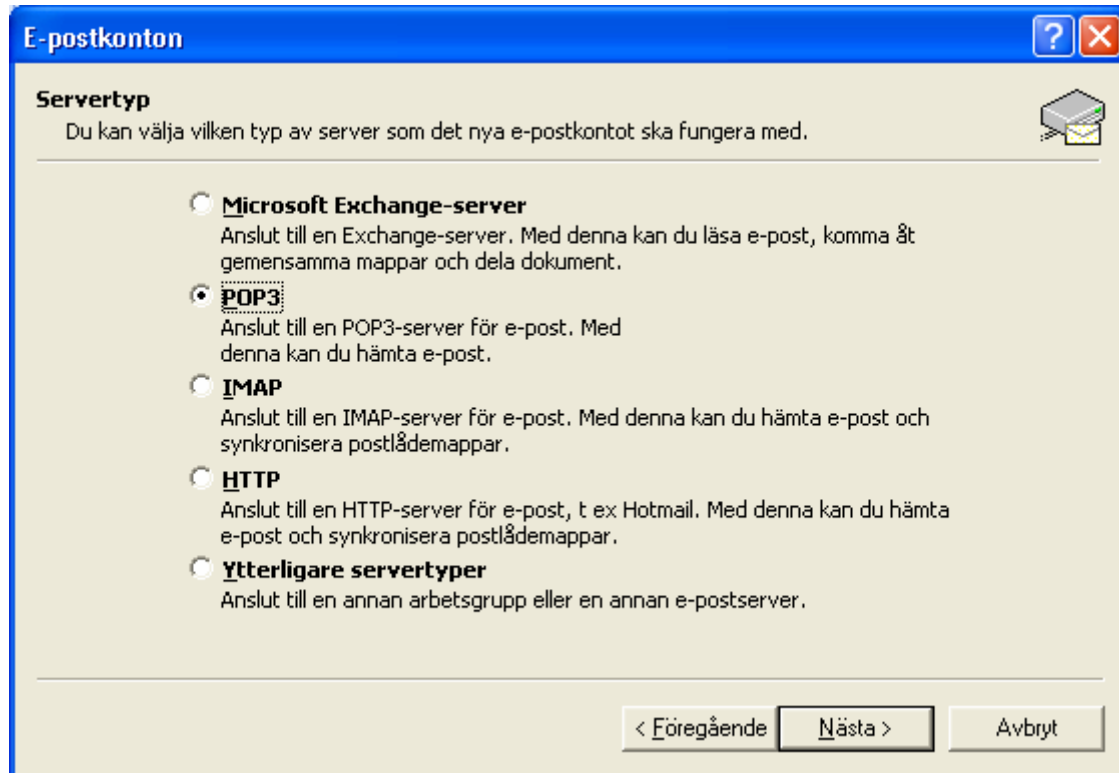 E-postkonton
Servertyp
Du kan välja vilken typ av server som det nya e-postkontot ska fungera med.
Microsoft Exchange-server
Anslut till en Exchange-server. Med denna kan du läsa e-post, komma åt
gemensamma mappar och dela dokument.
POP3
Anslut till en POP3-server för e-post. Med
denna kan du hämta e-post.
IMAP
Anslut till en IMAP-server för e-post. Med denna kan du hämta e-post och
synkronisera postlådemappar.
HTTP
Anslut till en HTTP-server för e-post, t ex Hotmail. Med denna kan du hämta
e-post och synkronisera postlådemappar.
Ytterligare servertyper
Anslut till en annan arbetsgrupp eller en annan e-postserver.
< Föregående Nästa > Avbryt